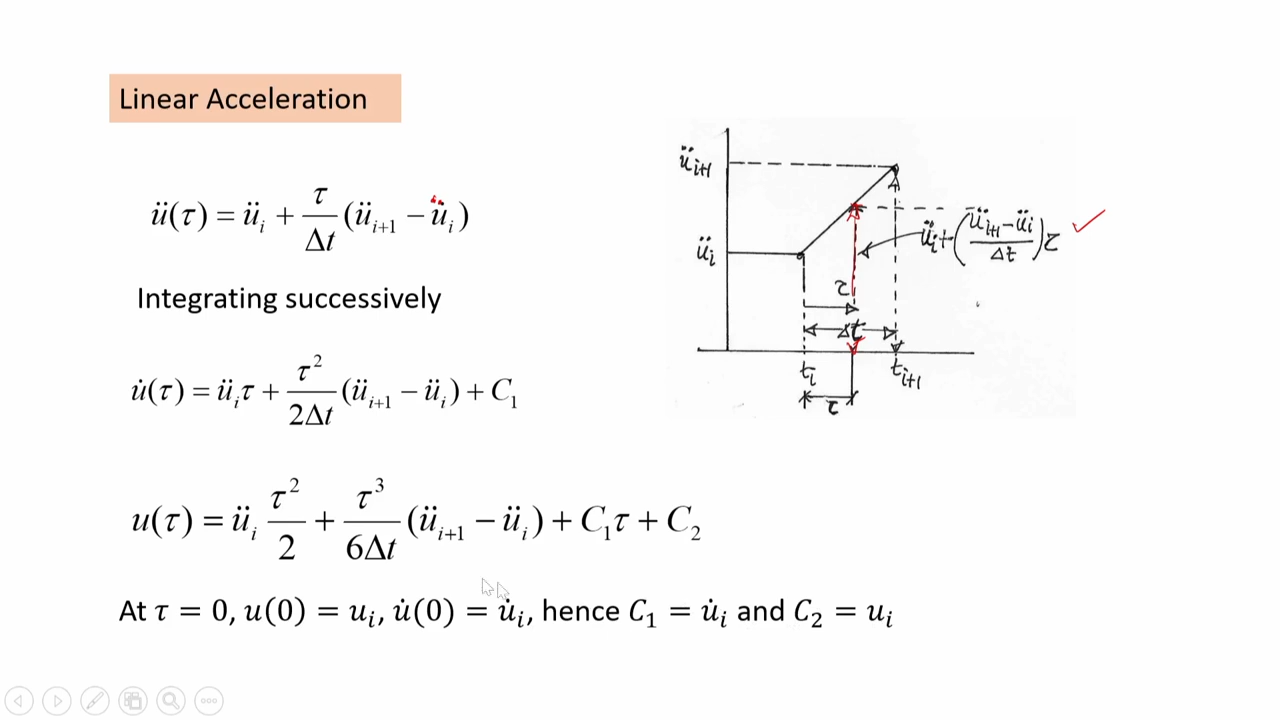 Linear Acceleration
ü(τ) = üᵢ + τ/Δt (üᵢ₊₁ − üᵢ)
Integrating successively
u̇(τ) = üᵢτ + τ²/2Δt (üᵢ₊₁ − üᵢ) + C₁
u(τ) = üᵢ τ²/2 + τ³/6Δt (üᵢ₊₁ − üᵢ) + C₁τ + C₂
At τ = 0, u(0) = uᵢ, u̇(0) = u̇ᵢ, hence C₁ = u̇ᵢ and C₂ = uᵢ
üᵢ₊₁
üᵢ
üᵢ + (üᵢ₊₁ − üᵢ / Δt) τ
τ
Δt
tᵢ
tᵢ₊₁
τ